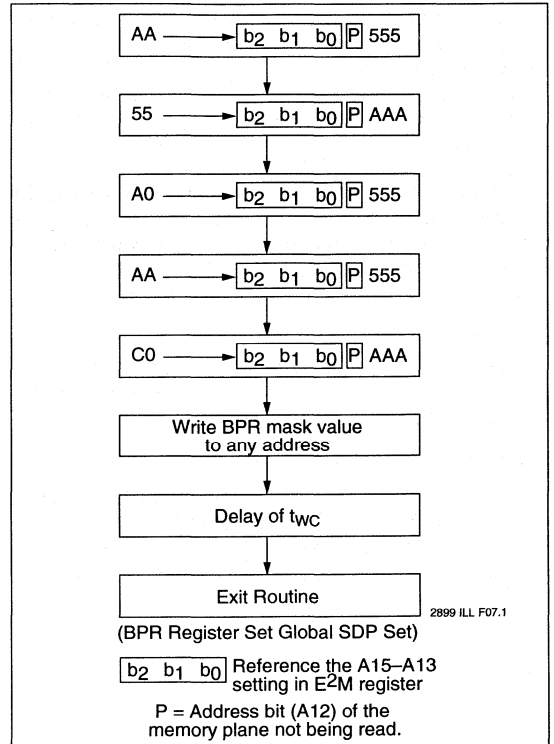 AA b2 b1 b0 P 555
55 b2 b1 b0 P AAA
A0 b2 b1 b0 P 555
AA b2 b1 b0 P 555
C0 b2 b1 b0 P AAA
Write BPR mask value
to any address
Delay of tWC
Exit Routine
2899 ILL F07.1
(BPR Register Set Global SDP Set)
b2 b1 b0 Reference the A15–A13
setting in E2M register
P = Address bit (A12) of the
memory plane not being read.